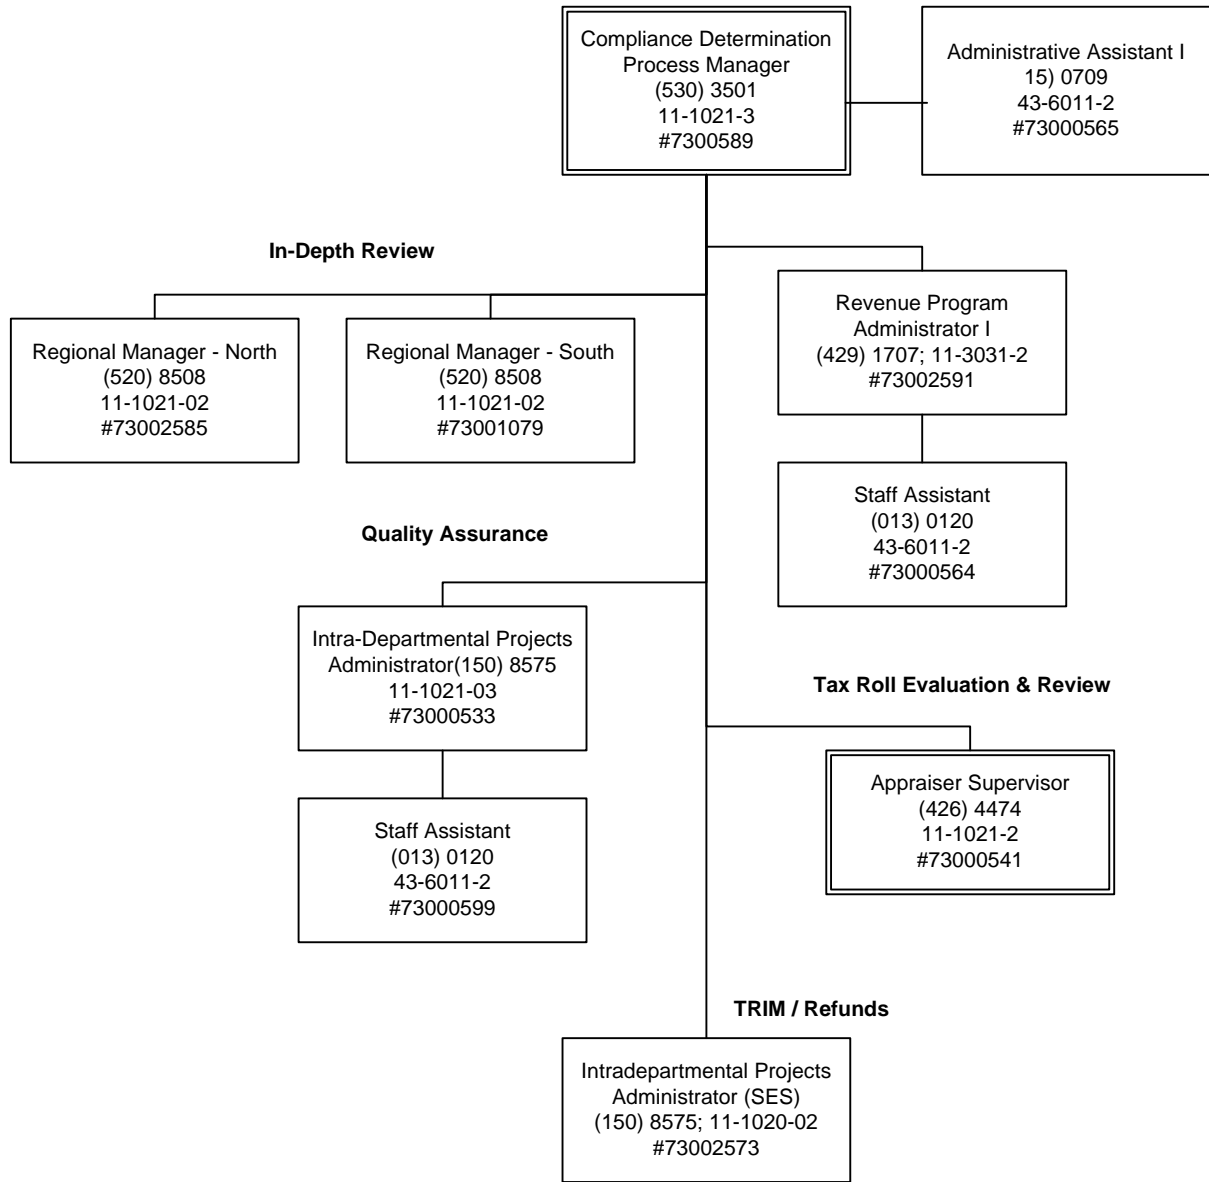 Compliance Determination
Process Manager
(530) 3501
11-1021-3
#7300589
Administrative Assistant I
15) 0709
43-6011-2
#73000565
In-Depth Review
Regional Manager - North
(520) 8508
11-1021-02
#73002585
Regional Manager - South
(520) 8508
11-1021-02
#73001079
Revenue Program
Administrator I
(429) 1707; 11-3031-2
#73002591
Staff Assistant
(013) 0120
43-6011-2
#73000564
Quality Assurance
Intra-Departmental Projects
Administrator(150) 8575
11-1021-03
#73000533
Staff Assistant
(013) 0120
43-6011-2
#73000599
Tax Roll Evaluation & Review
Appraiser Supervisor
(426) 4474
11-1021-2
#73000541
TRIM / Refunds
Intradepartmental Projects
Administrator (SES)
(150) 8575; 11-1020-02
#73002573